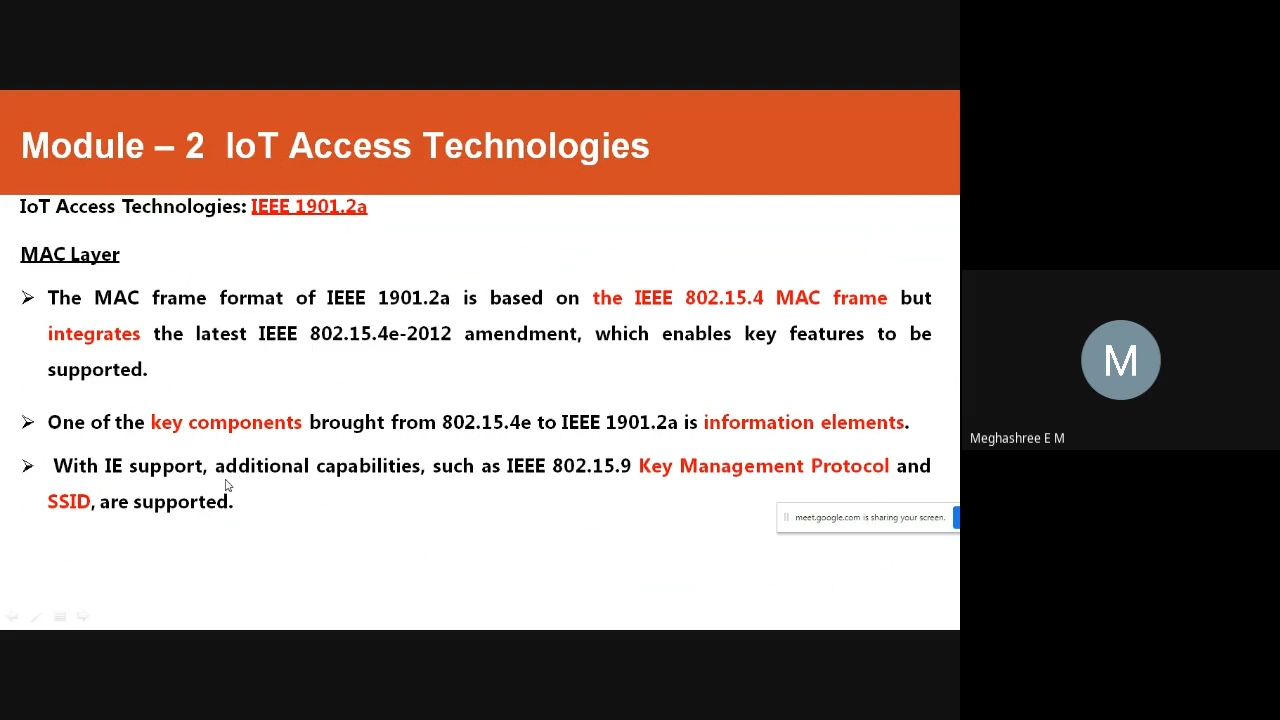 Module – 2 IoT Access Technologies
IoT Access Technologies: IEEE 1901.2a
MAC Layer
The MAC frame format of IEEE 1901.2a is based on the IEEE 802.15.4 MAC frame but
integrates the latest IEEE 802.15.4e-2012 amendment, which enables key features to be
supported.
One of the key components brought from 802.15.4e to IEEE 1901.2a is information elements.
With IE support, additional capabilities, such as IEEE 802.15.9 Key Management Protocol and
SSID, are supported.
meet.google.com is sharing your screen.
M
Meghashree E M